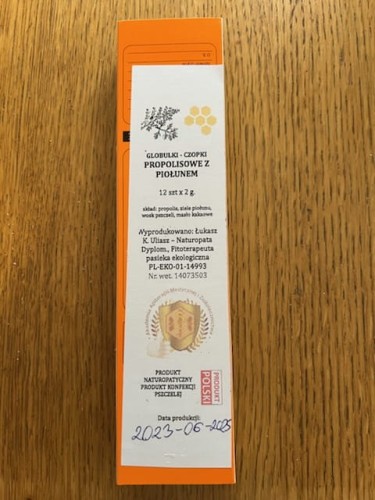 GLOBULKI - CZOPKI
PROPOLISOWE Z
PIOŁUNEM
12 szt x 2 g.
skład: propolis, ziele piołunu,
wosk pszczeli, masło kakaowe
Wyprodukowano: Łukasz
K. Uliasz – Naturopata
Dyplom., Fitoterapeuta
pasieka ekologiczna
PL-EKO-01-14993
Nr. wet. 14073503
PRODUKT
NATUROPATYCZNY
PRODUKT KONFEKCJI
PSZCZELEJ
PRODUKT
POLSKI
Data produkcji:
2023-06-2025